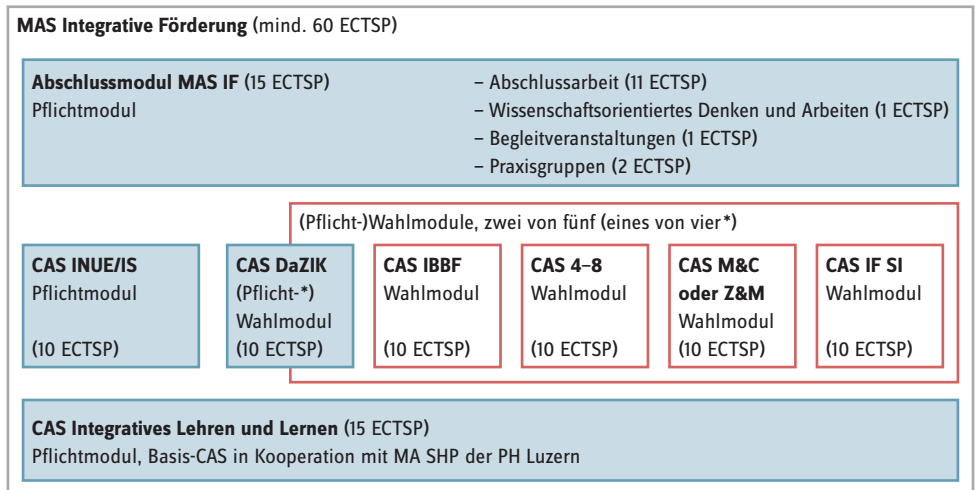 MAS Integrative Förderung (mind. 60 ECTSP)
Abschlussmodul MAS IF (15 ECTSP)
Pflichtmodul
– Abschlussarbeit (11 ECTSP)
– Wissenschaftsorientiertes Denken und Arbeiten (1 ECTSP)
– Begleitveranstaltungen (1 ECTSP)
– Praxisgruppen (2 ECTSP)
(Pflicht-)Wahlmodule, zwei von fünf (eines von vier*)
CAS INUE/IS
Pflichtmodul
(10 ECTSP)
CAS DaZIK
(Pflicht-*)
Wahlmodul
(10 ECTSP)
CAS IBBF
Wahlmodul
(10 ECTSP)
CAS 4–8
Wahlmodul
(10 ECTSP)
CAS M&C
oder Z&M
Wahlmodul
(10 ECTSP)
CAS IF SI
Wahlmodul
(10 ECTSP)
CAS Integratives Lehren und Lernen (15 ECTSP)
Pflichtmodul, Basis-CAS in Kooperation mit MA SHP der PH Luzern